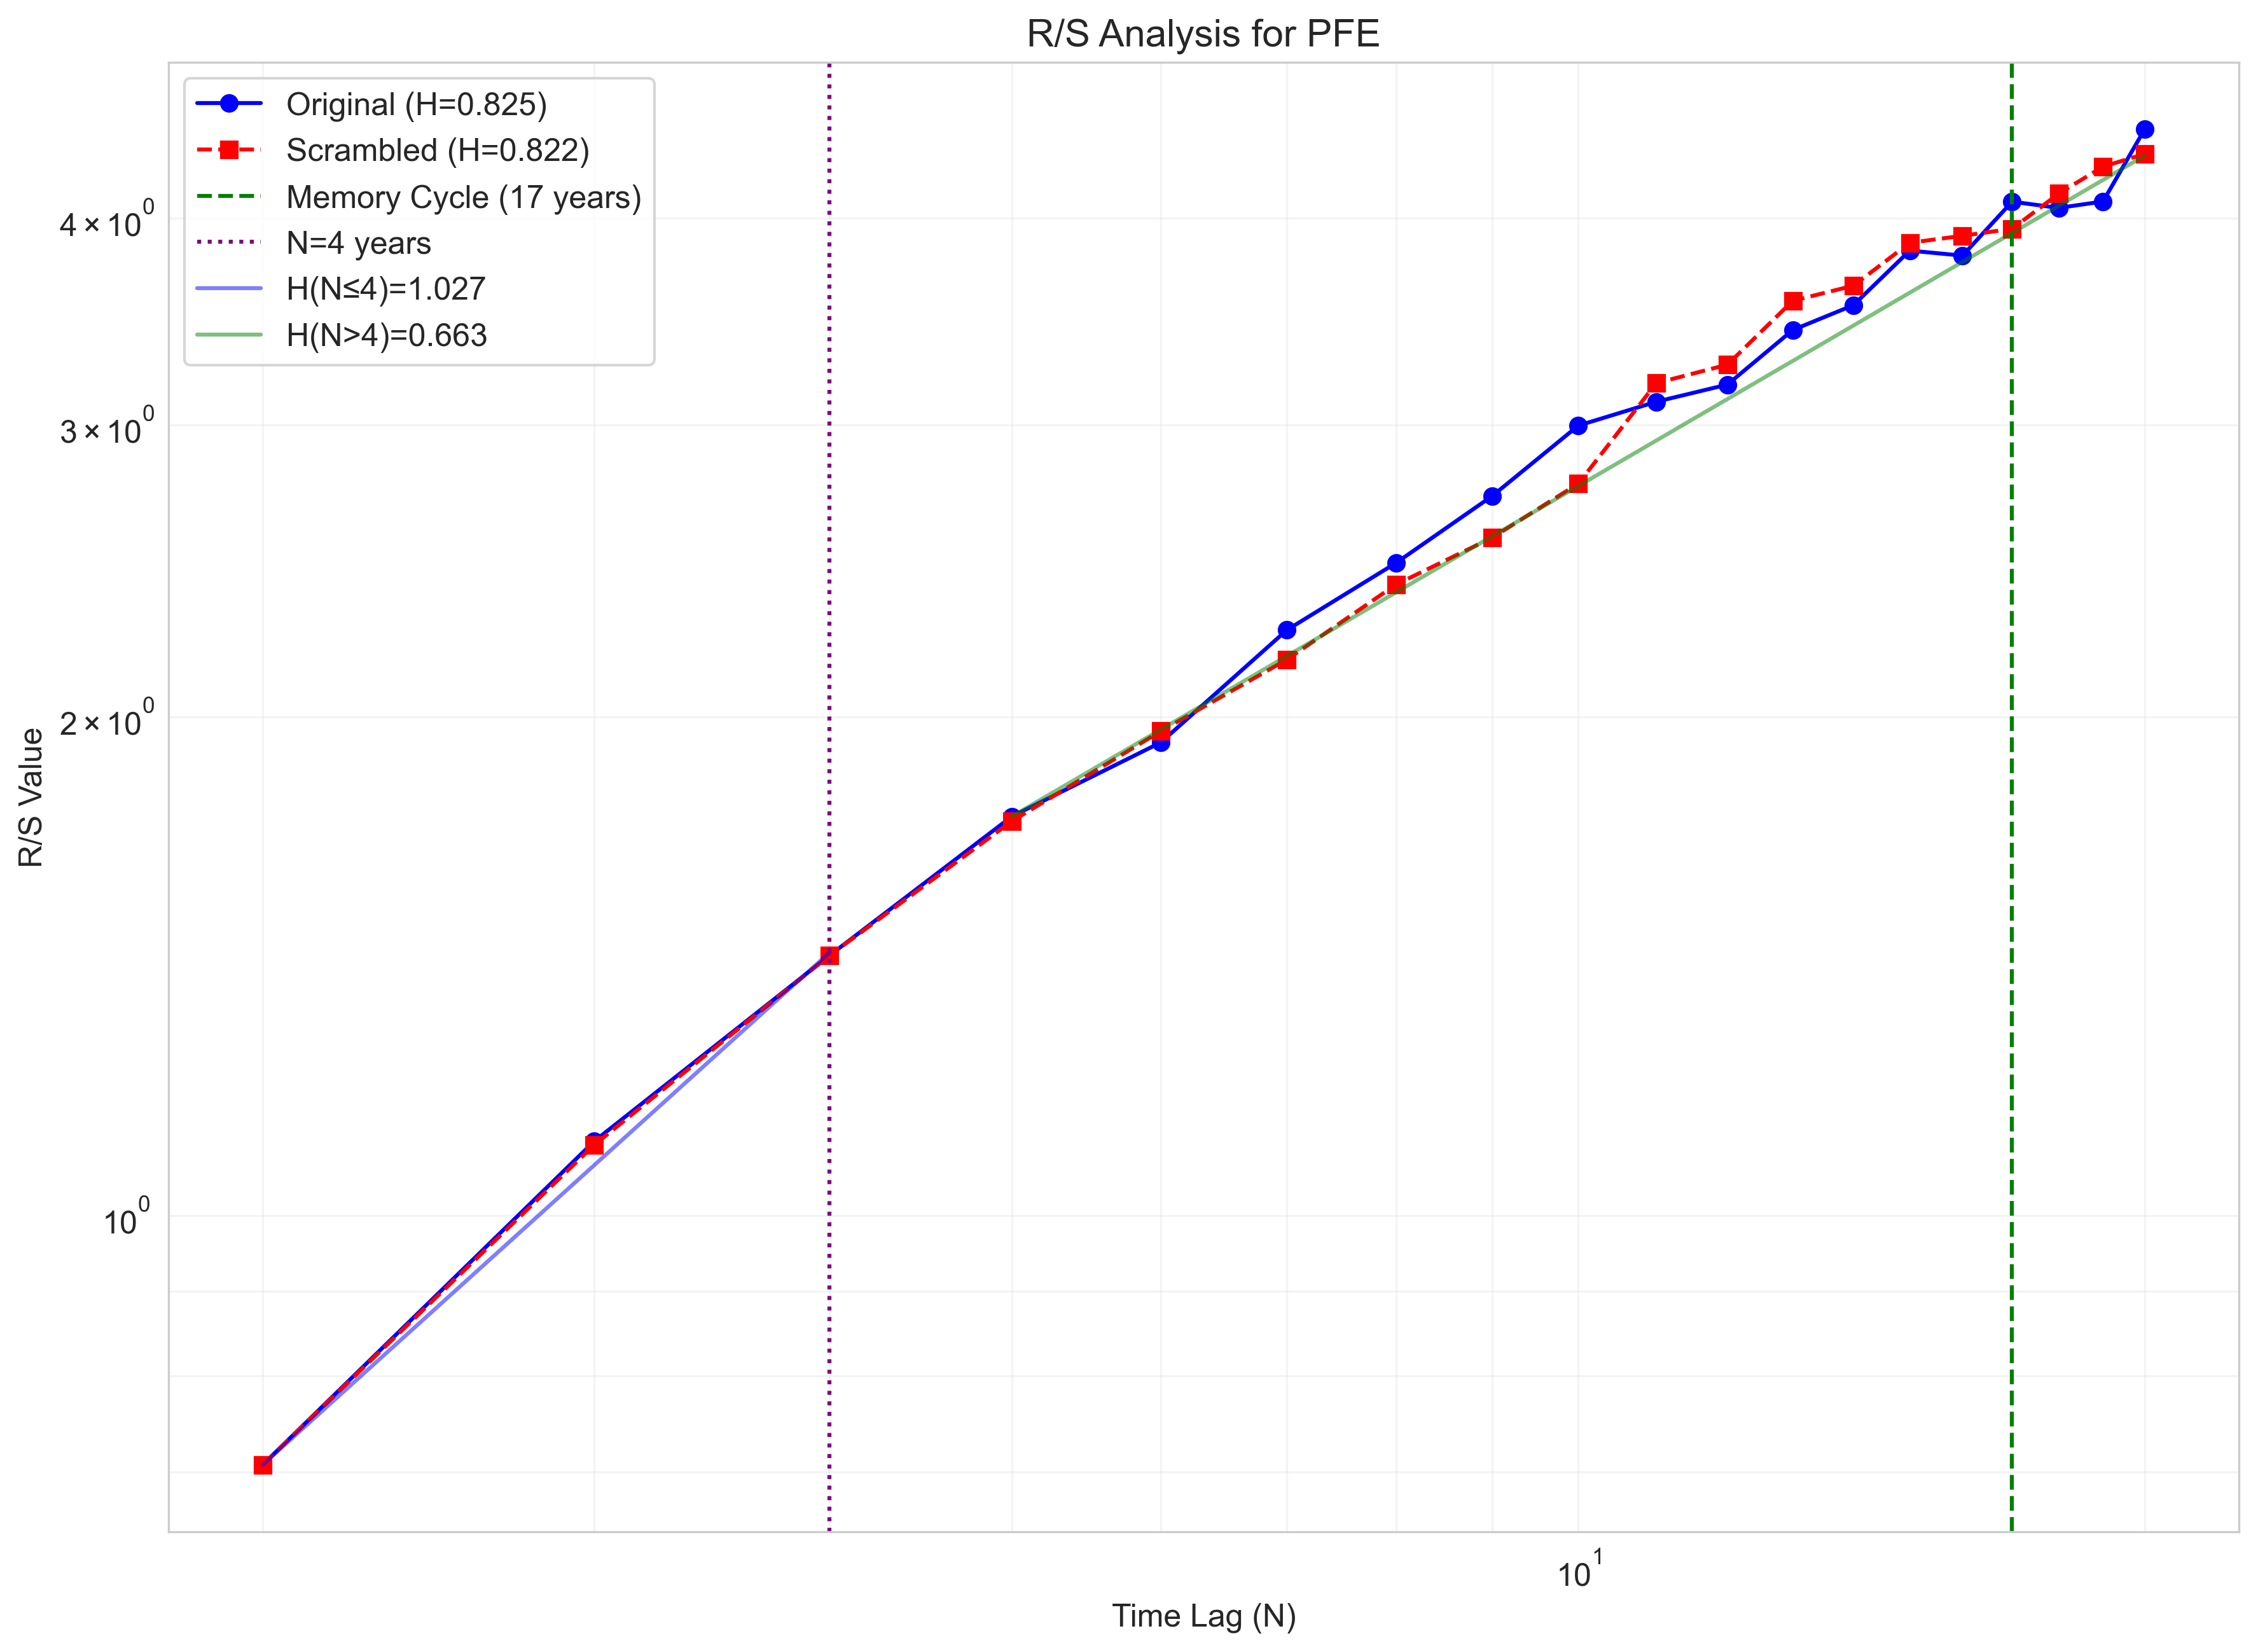 R/S Analysis for PFE
Original (H=0.825)
Scrambled (H=0.822)
Memory Cycle (17 years)
N=4 years
H(N≤4)=1.027
H(N>4)=0.663
4 × 10⁰
3 × 10⁰
2 × 10⁰
10⁰
R/S Value
10¹
Time Lag (N)